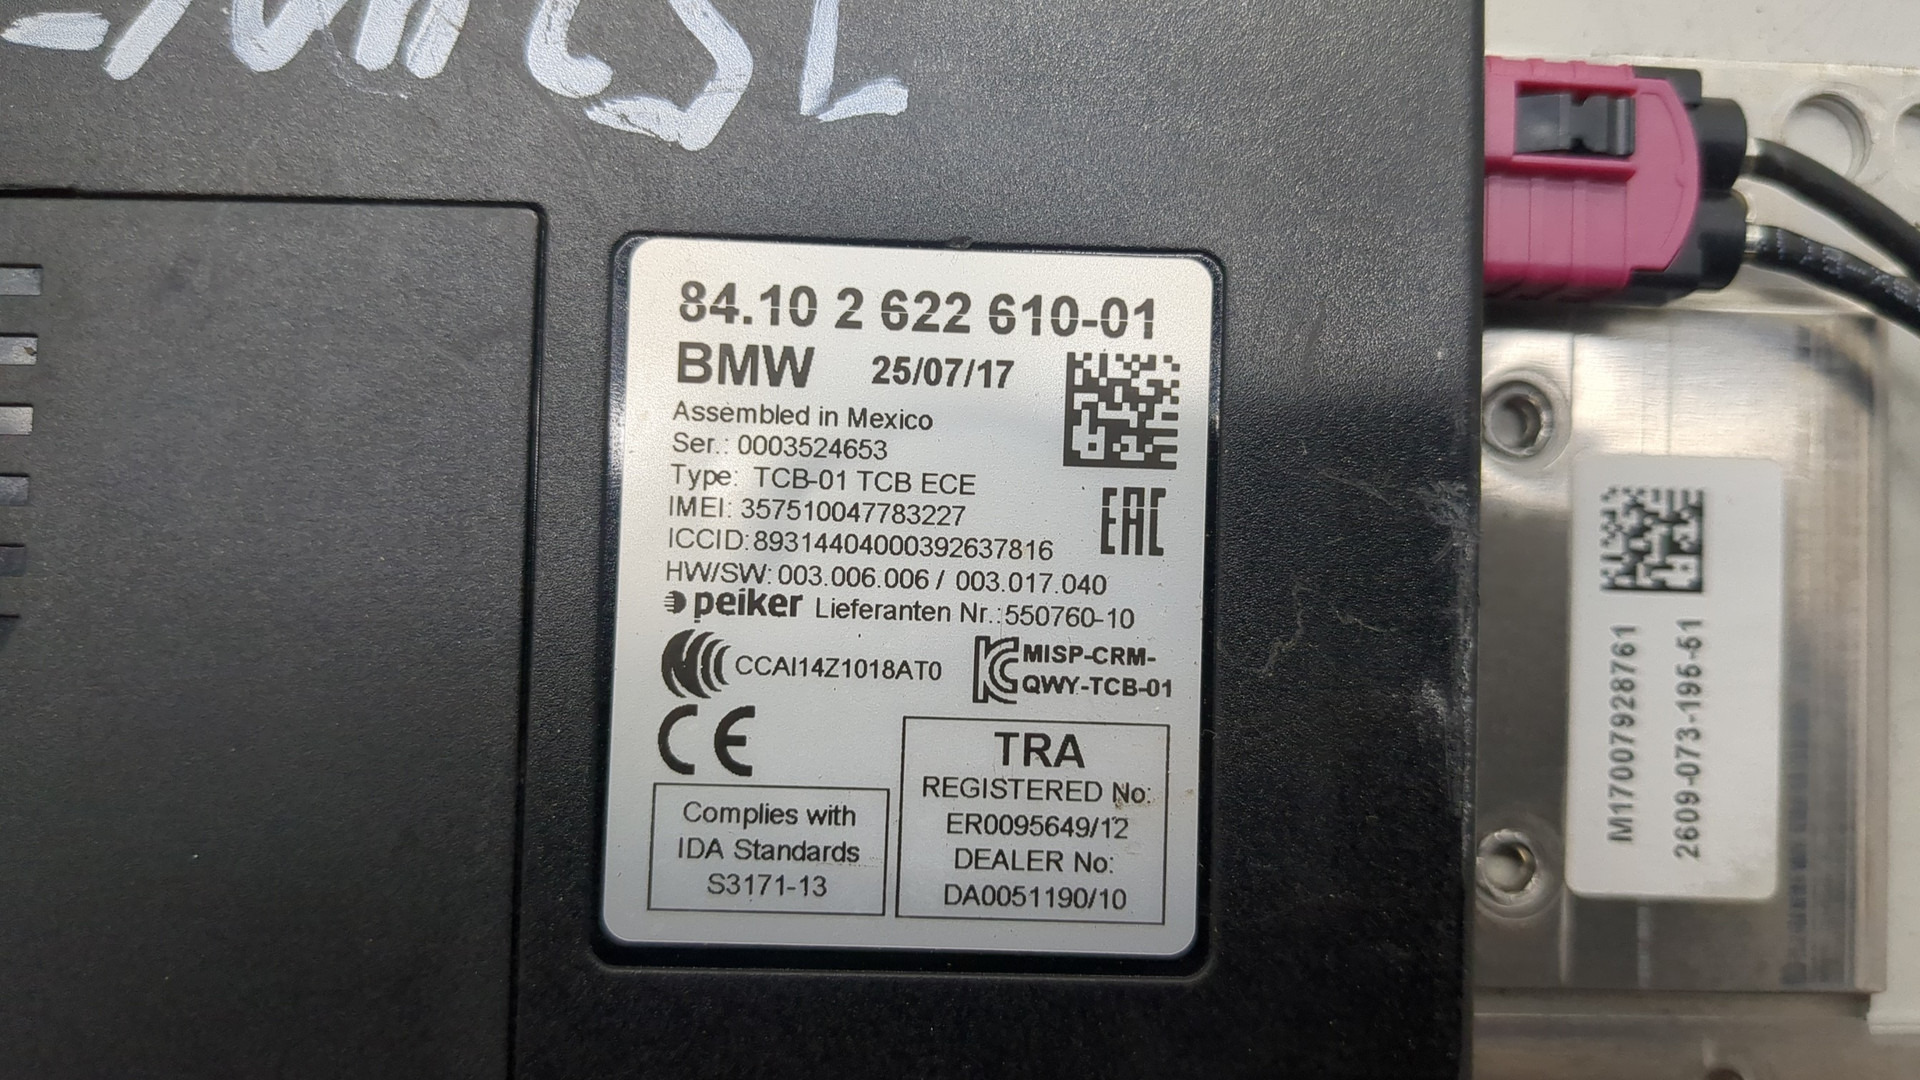 84.10 2 622 610-01
BMW 25/07/17
Assembled in Mexico
Ser.: 0003524653
Type: TCB-01 TCB ECE
IMEI: 357510047783227
ICCID: 89314404000392637816
HW/SW: 003.006.006 / 003.017.040
peiker Lieferanten Nr.: 550760-10
CCAI14Z1018AT0
MISP-CRM-
QWY-TCB-01
EAC
CE
Complies with
IDA Standards
S3171-13
TRA
REGISTERED No:
ER0095649/12
DEALER No:
DA0051190/10
M17007928761
2609-073-195-51